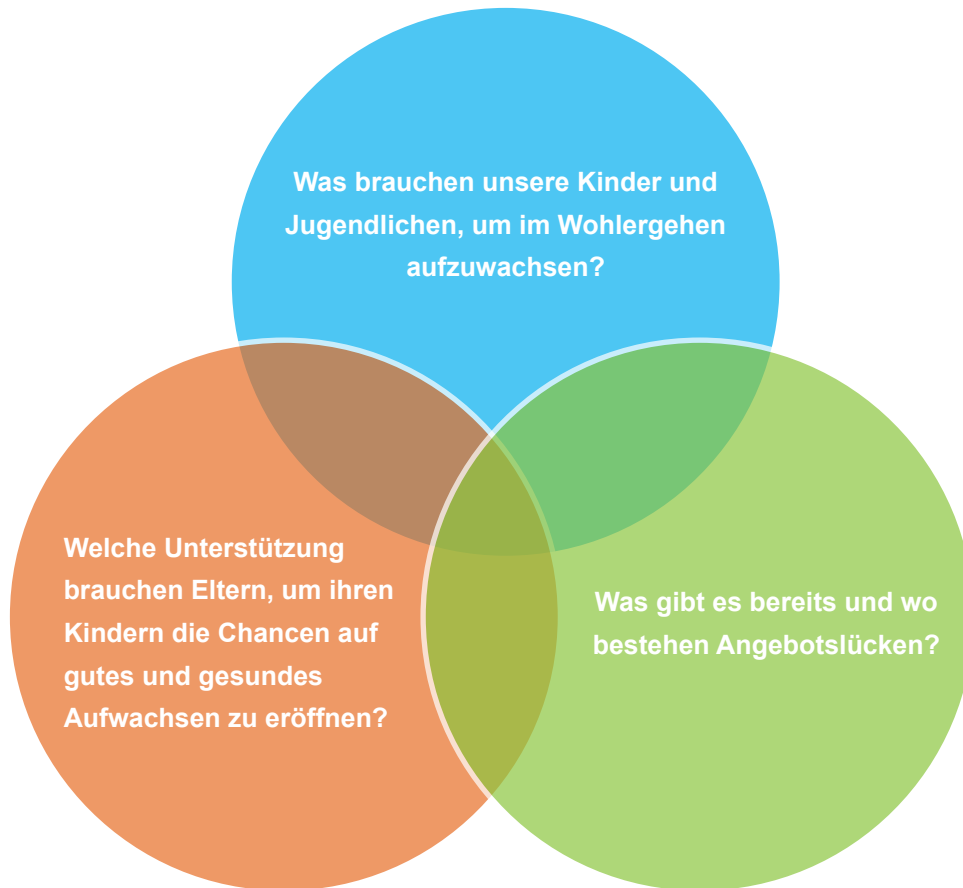 Was brauchen unsere Kinder und
Jugendlichen, um im Wohlergehen
aufzuwachsen?
Welche Unterstützung
brauchen Eltern, um ihren
Kindern die Chancen auf
gutes und gesundes
Aufwachsen zu eröffnen?
Was gibt es bereits und wo
bestehen Angebotslücken?